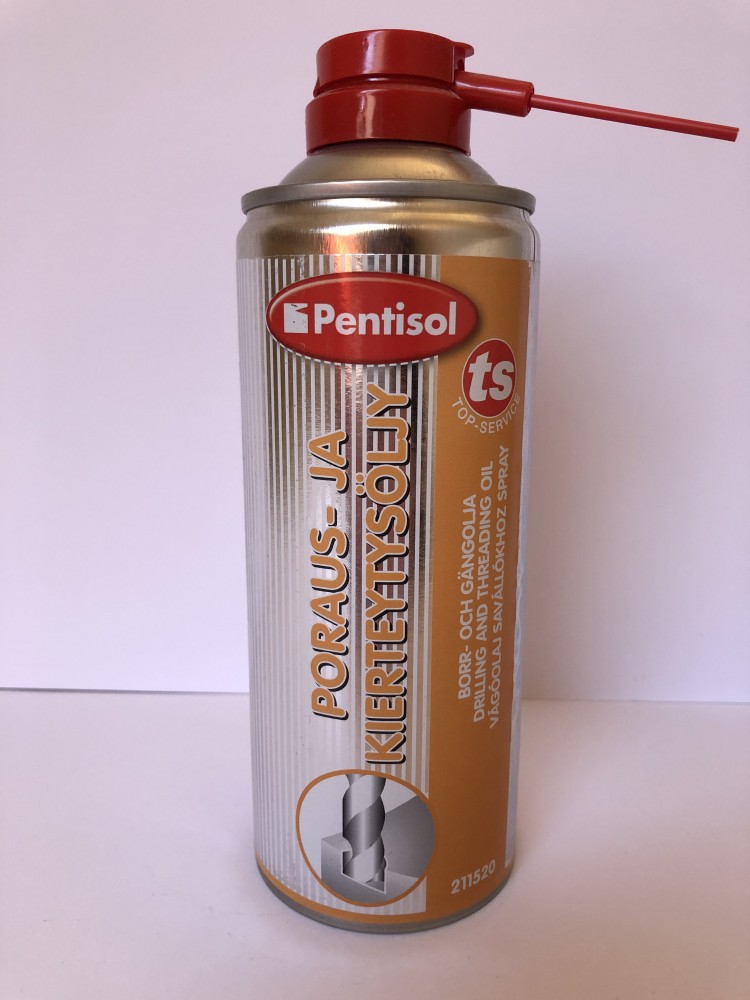 Pentisol
ts
TOP-SERVICE
PORAUS- JA
KIERTEYTYSÖLJY
BORR- OCH GÄNGOLJA
DRILLING AND THREADING OIL
VÁGÓOLAJ SAVÁLLÓKHOZ SPRAY
211520